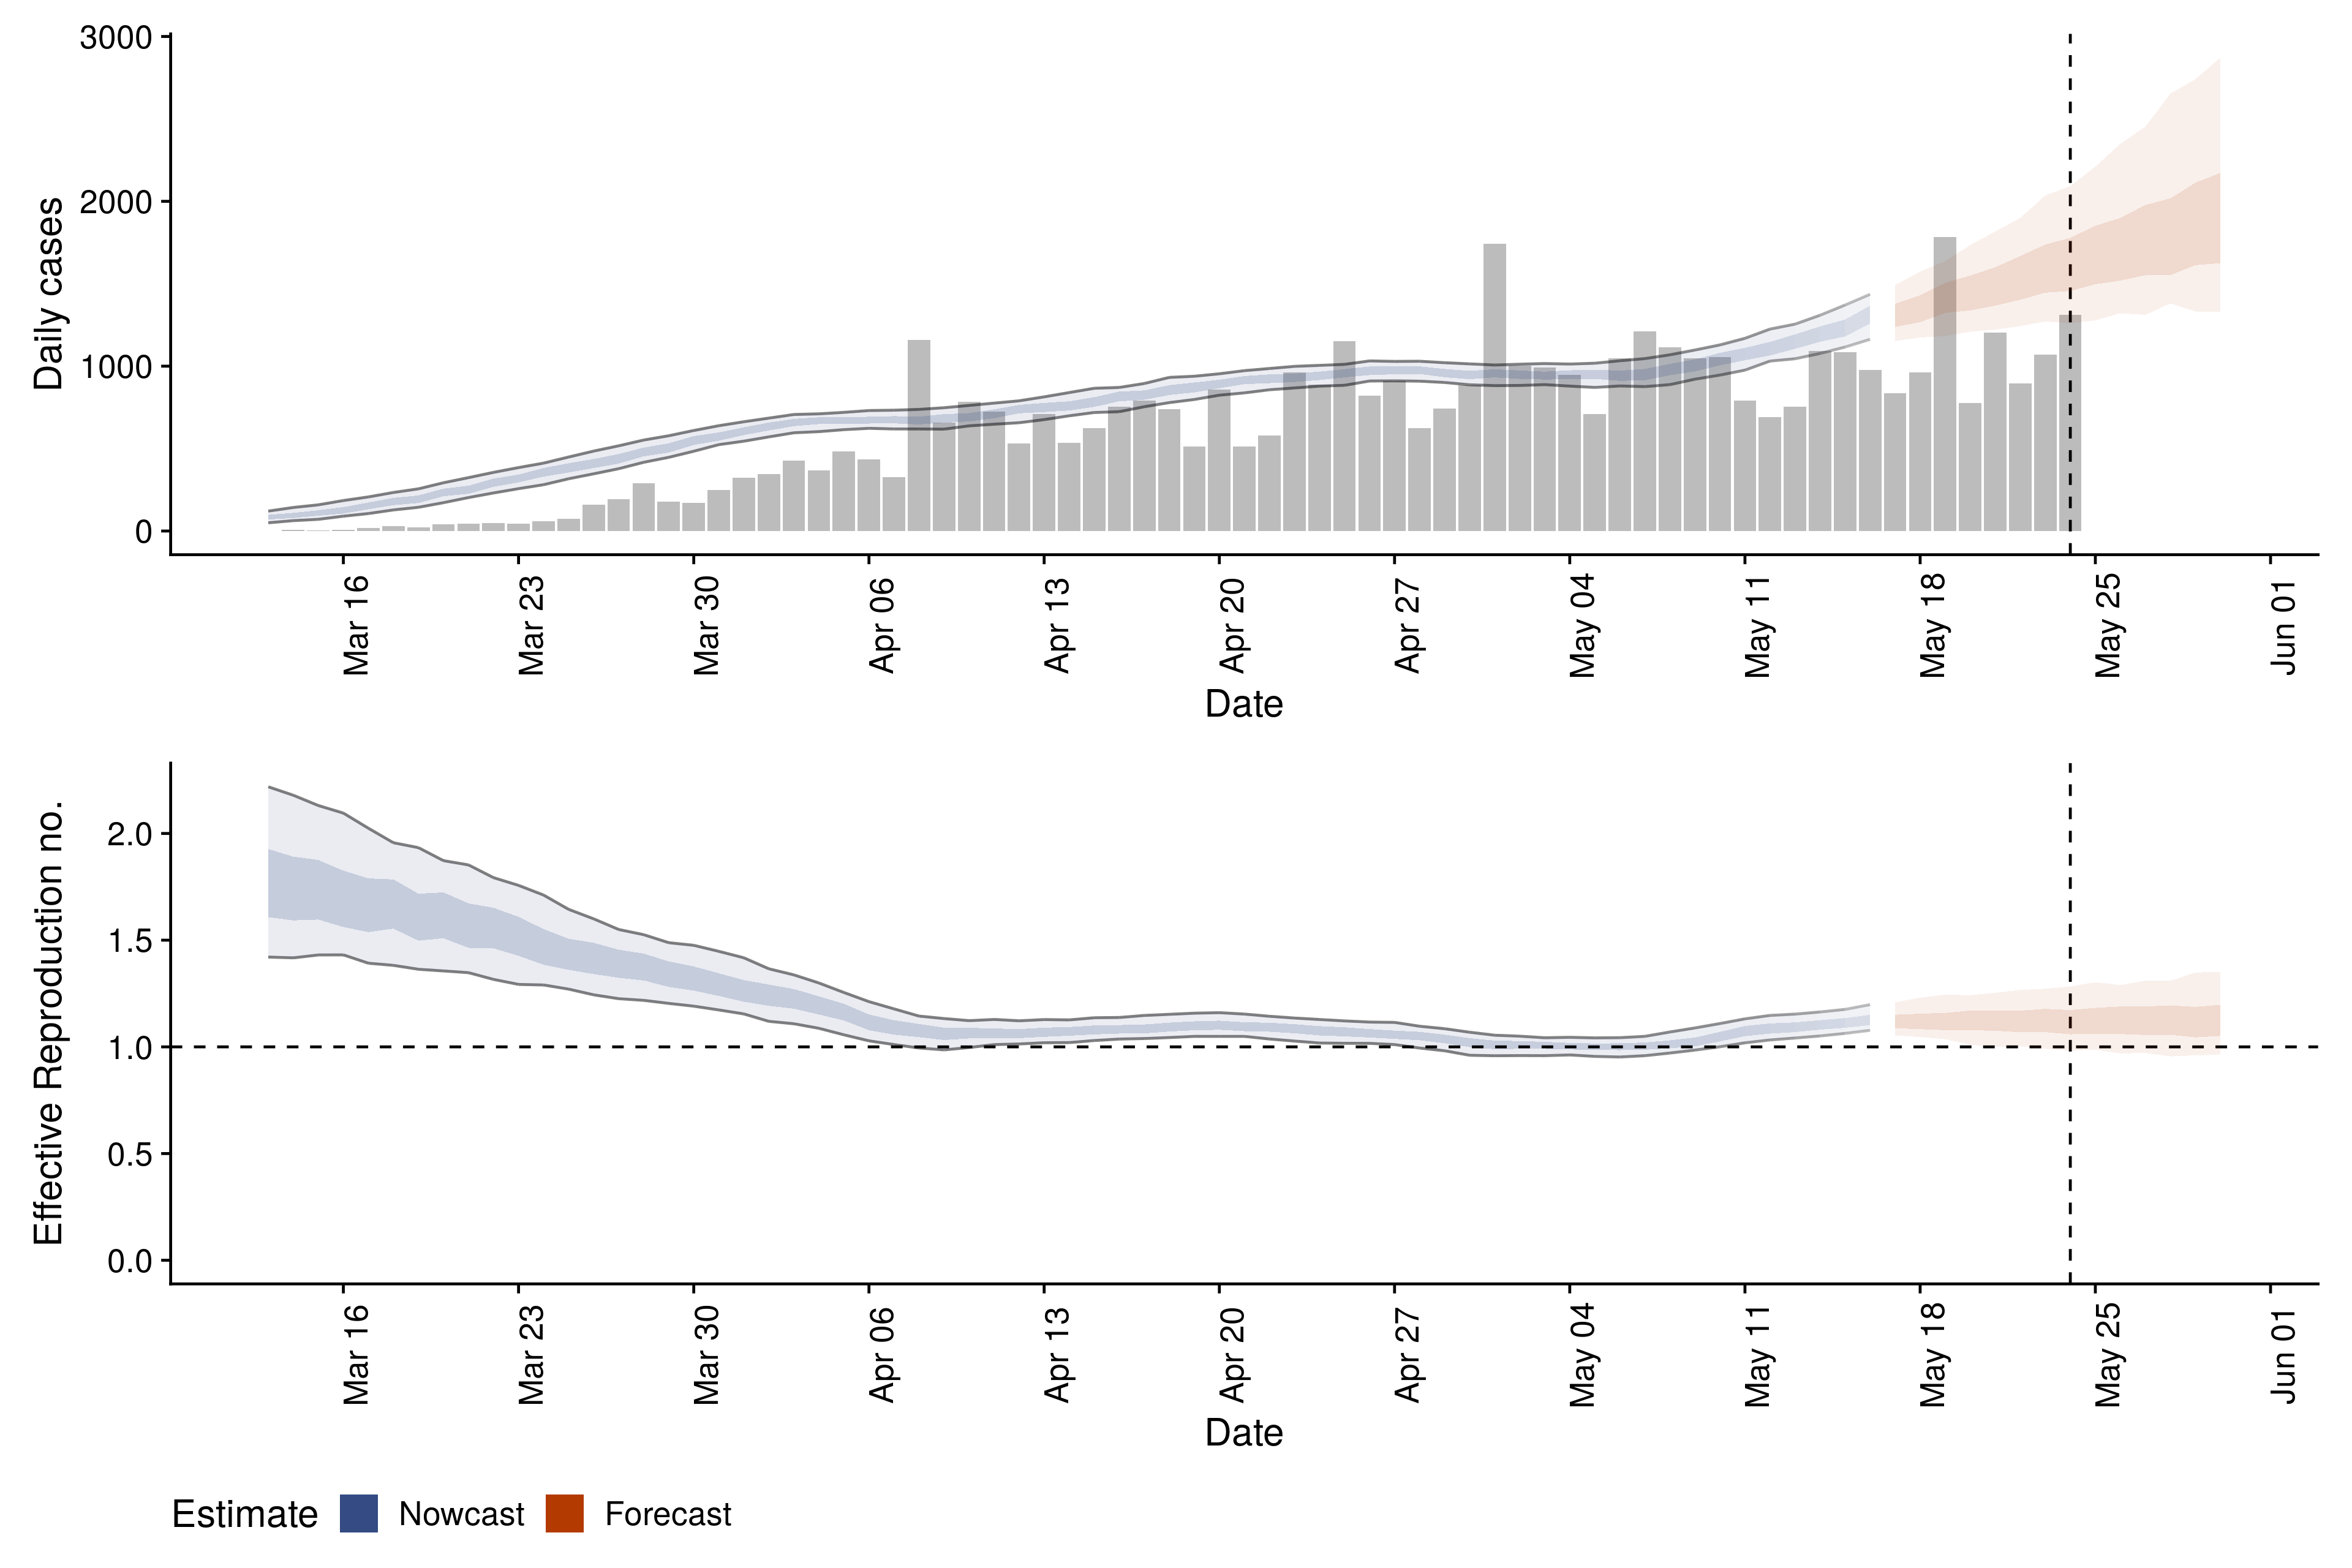 Daily cases
3000
2000
1000
0
Mar 16
Mar 23
Mar 30
Apr 06
Apr 13
Apr 20
Apr 27
May 04
May 11
May 18
May 25
Jun 01
Date
Effective Reproduction no.
2.0
1.5
1.0
0.5
0.0
Mar 16
Mar 23
Mar 30
Apr 06
Apr 13
Apr 20
Apr 27
May 04
May 11
May 18
May 25
Jun 01
Date
Estimate Nowcast Forecast